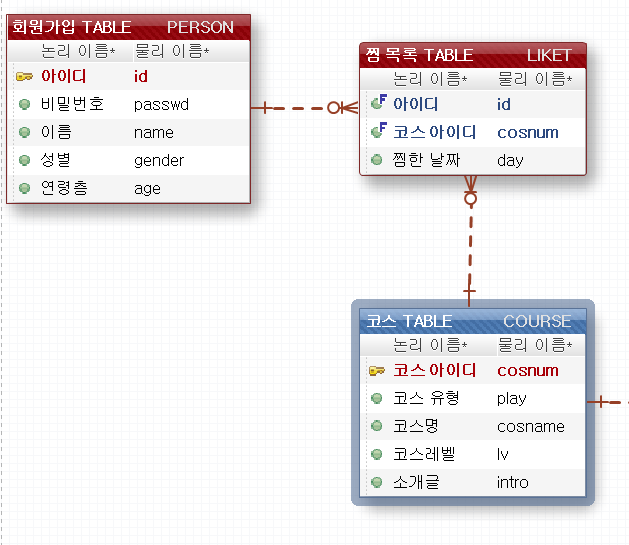 회원가입 TABLE PERSON
논리 이름* 물리 이름*
아이디 id
비밀번호 passwd
이름 name
성별 gender
연령층 age
찜 목록 TABLE LIKET
논리 이름* 물리 이름*
F 아이디 id
F 코스 아이디 cosnum
찜한 날짜 day
코스 TABLE COURSE
논리 이름* 물리 이름*
코스 아이디 cosnum
코스 유형 play
코스명 cosname
코스레벨 lv
소개글 intro